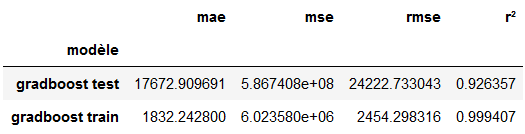 mae mse rmse r²
modèle
gradboost test 17672.909691 5.867408e+08 24222.733043 0.926357
gradboost train 1832.242800 6.023580e+06 2454.298316 0.999407